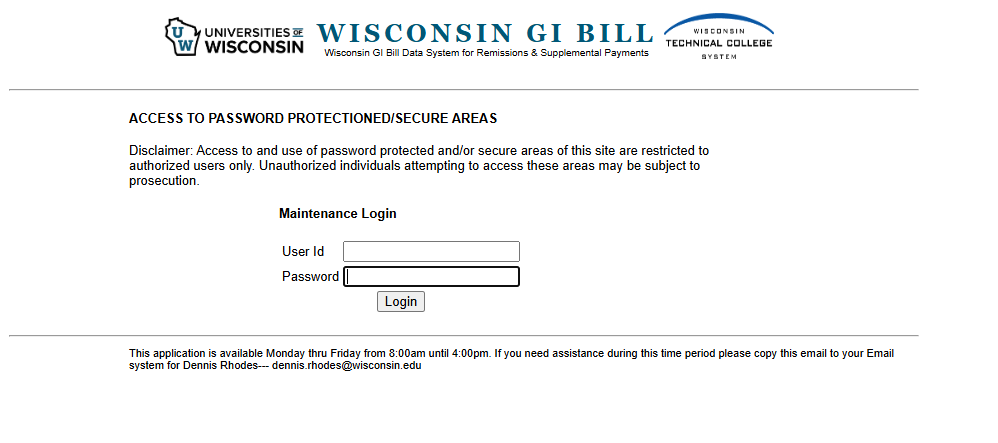 UW UNIVERSITIES OF WISCONSIN
WISCONSIN GI BILL
Wisconsin GI Bill Data System for Remissions & Supplemental Payments
WISCONSIN
TECHNICAL COLLEGE
SYSTEM
ACCESS TO PASSWORD PROTECTIONED/SECURE AREAS
Disclaimer: Access to and use of password protected and/or secure areas of this site are restricted to
authorized users only. Unauthorized individuals attempting to access these areas may be subject to
prosecution.
Maintenance Login
User Id
Password
Login
This application is available Monday thru Friday from 8:00am until 4:00pm. If you need assistance during this time period please copy this email to your Email
system for Dennis Rhodes--- dennis.rhodes@wisconsin.edu